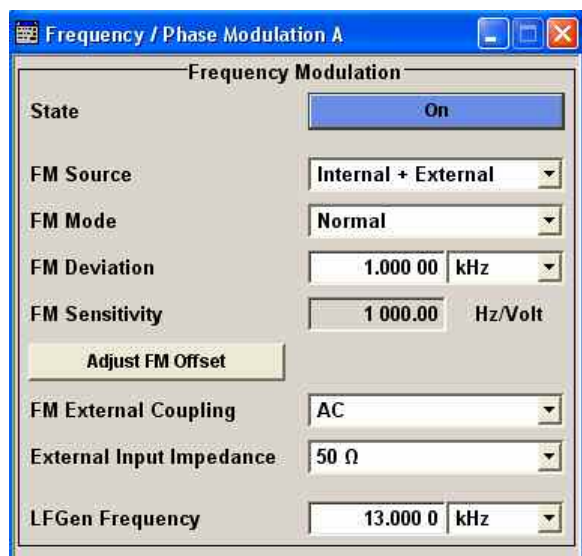 Frequency / Phase Modulation A
Frequency Modulation
State On
FM Source Internal + External
FM Mode Normal
FM Deviation 1.000 00 kHz
FM Sensitivity 1 000.00 Hz/Volt
Adjust FM Offset
FM External Coupling AC
External Input Impedance 50 Ω
LFGen Frequency 13.000 0 kHz